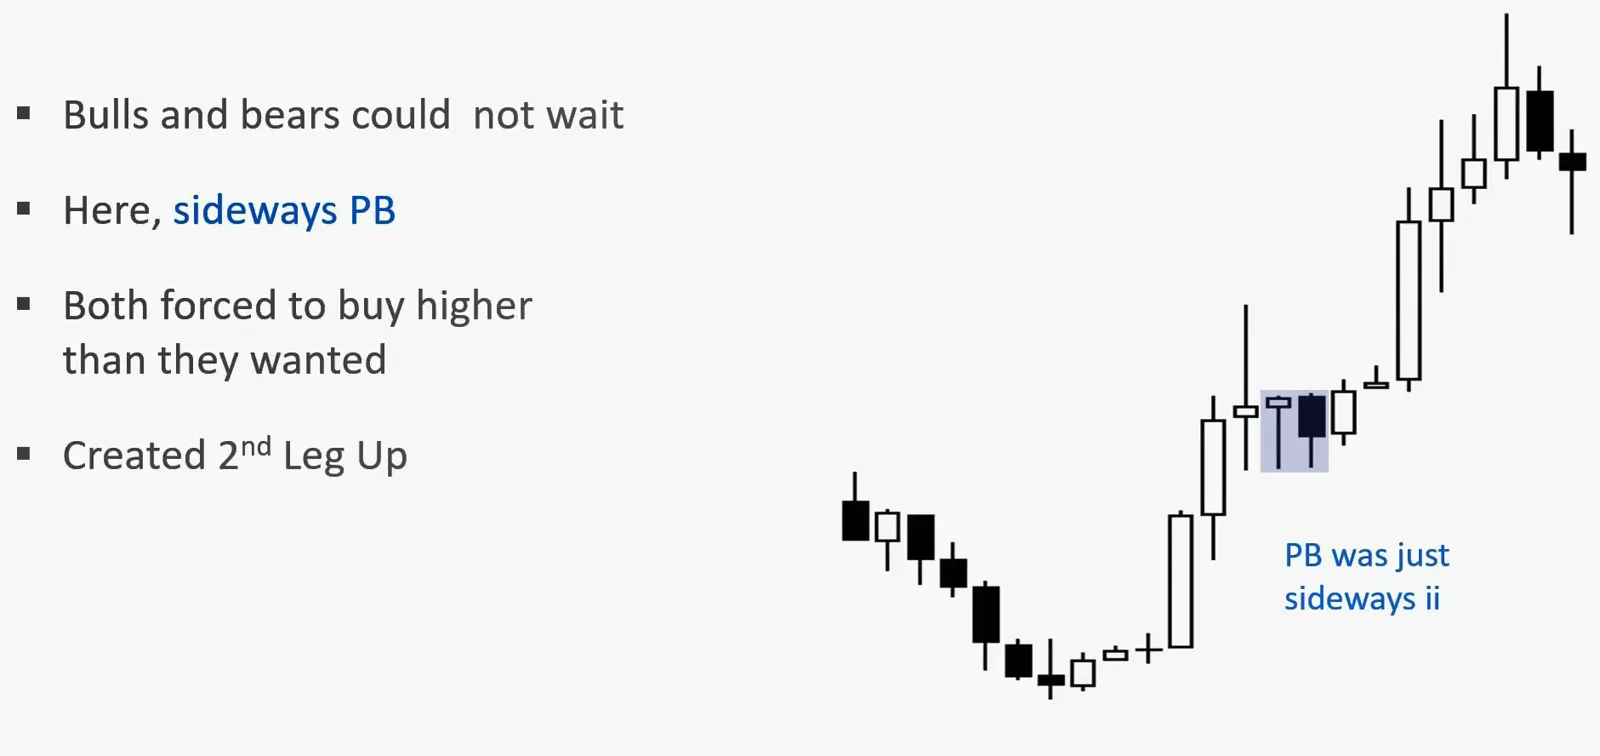 Bulls and bears could  not wait
Here, sideways PB
Both forced to buy higher
than they wanted
Created 2nd Leg Up
PB was just
sideways ii